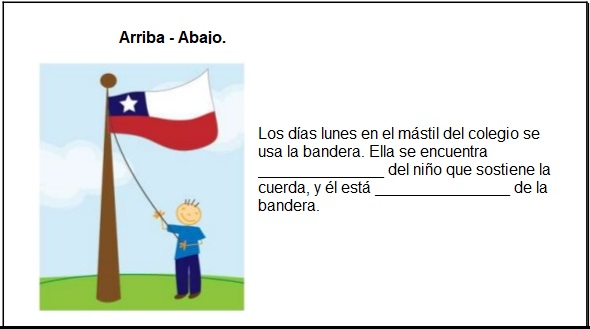 Arriba - Abajo.
Los días lunes en el mástil del colegio se
usa la bandera. Ella se encuentra
______________ del niño que sostiene la
cuerda, y él está _______________ de la
bandera.